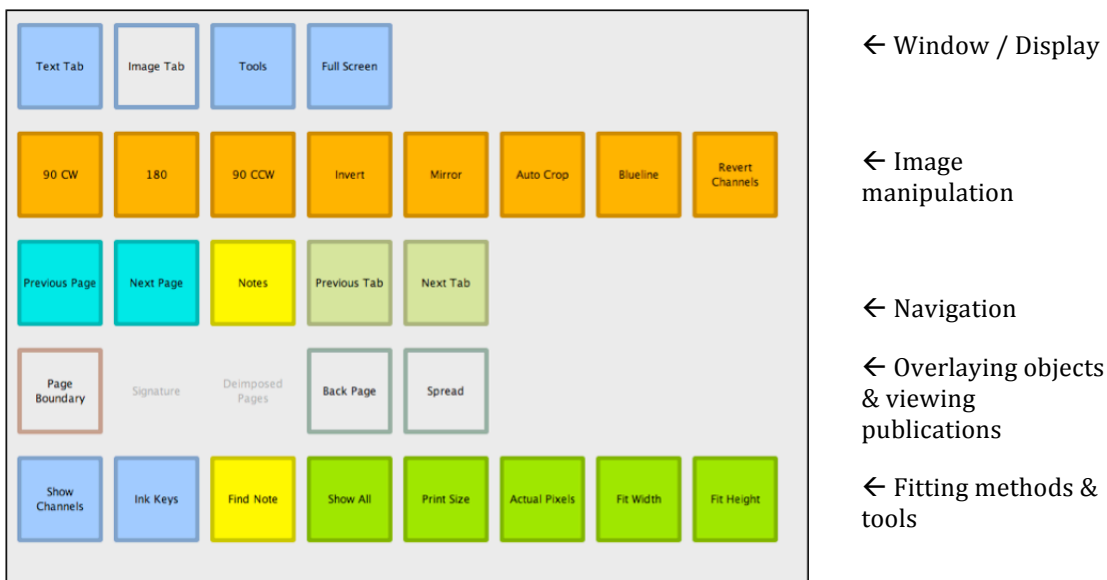 Text Tab
Image Tab
Tools
Full Screen
← Window / Display
90 CW
180
90 CCW
Invert
Mirror
Auto Crop
Blueline
Revert
Channels
← Image
manipulation
Previous Page
Next Page
Notes
Previous Tab
Next Tab
← Navigation
Page
Boundary
Signature
Deimposed
Pages
Back Page
Spread
← Overlaying objects
& viewing
publications
Show
Channels
Ink Keys
Find Note
Show All
Print Size
Actual Pixels
Fit Width
Fit Height
← Fitting methods &
tools